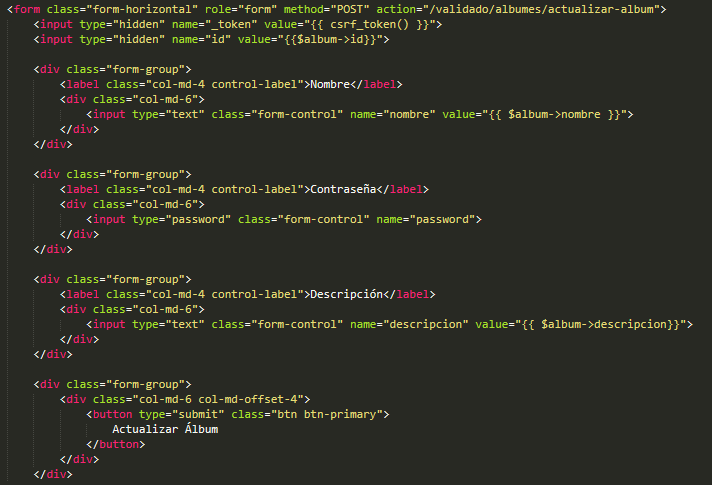 <form class="form-horizontal" role="form" method="POST" action="/validado/albumes/actualizar-album">
    <input type="hidden" name="_token" value="{{ csrf_token() }}">
    <input type="hidden" name="id" value="{{$album->id}}">

    <div class="form-group">
        <label class="col-md-4 control-label">Nombre</label>
        <div class="col-md-6">
            <input type="text" class="form-control" name="nombre" value="{{ $album->nombre }}">
        </div>
    </div>

    <div class="form-group">
        <label class="col-md-4 control-label">Contraseña</label>
        <div class="col-md-6">
            <input type="password" class="form-control" name="password">
        </div>
    </div>

    <div class="form-group">
        <label class="col-md-4 control-label">Descripción</label>
        <div class="col-md-6">
            <input type="text" class="form-control" name="descripcion" value="{{ $album->descripcion}}">
        </div>
    </div>

    <div class="form-group">
        <div class="col-md-6 col-md-offset-4">
            <button type="submit" class="btn btn-primary">
                Actualizar Álbum
            </button>
        </div>
    </div>